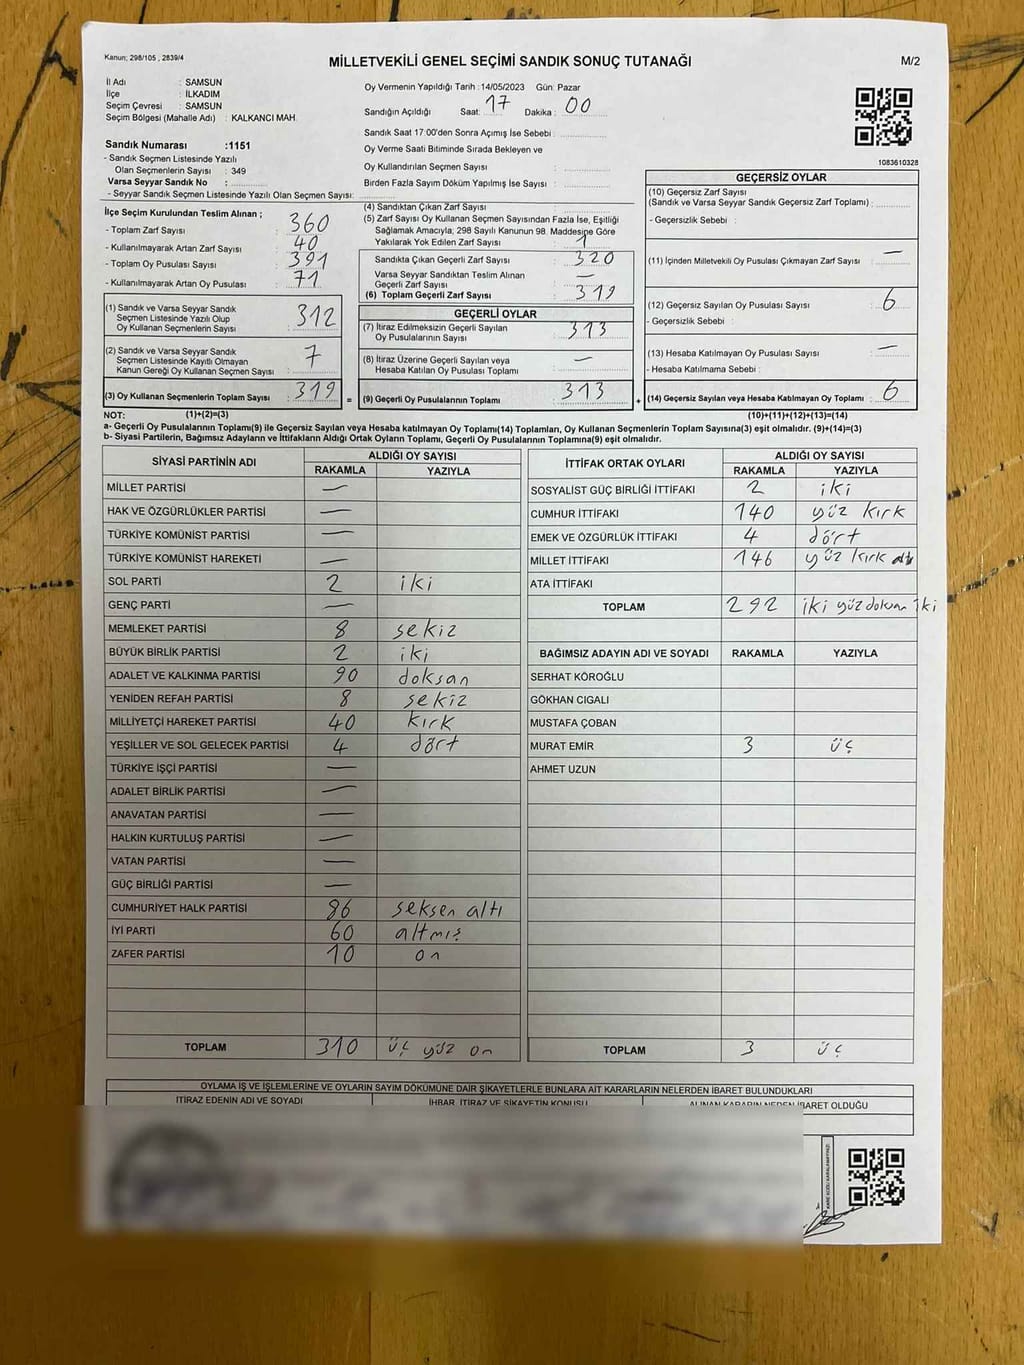 Kanun; 298/105 , 2839/4
MİLLETVEKİLİ GENEL SEÇİMİ SANDIK SONUÇ TUTANAĞI
M/2
İl Adı : SAMSUN
İlçe : İLKADIM
Seçim Çevresi : SAMSUN
Seçim Bölgesi (Mahalle Adı) : KALKANCI MAH.
Sandık Numarası :1151
- Sandık Seçmen Listesinde Yazılı
Olan Seçmenlerin Sayısı : 349
Varsa Seyyar Sandık No :
- Seyyar Sandık Seçmen Listesinde Yazılı Olan Seçmen Sayısı:
Oy Vermenin Yapıldığı Tarih :14/05/2023 Gün: Pazar
Sandığın Açıldığı Saat: 17 Dakika : 00
Sandık Saat 17:00'den Sonra Açımış İse Sebebi :
Oy Verme Saati Bitiminde Sırada Bekleyen ve
Oy Kullandırılan Seçmen Sayısı :
Birden Fazla Sayım Döküm Yapılmış İse Sayısı :
1083610328
İlçe Seçim Kurulundan Teslim Alınan ;
- Toplam Zarf Sayısı : 360
- Kullanılmayarak Artan Zarf Sayısı : 40
- Toplam Oy Pusulası Sayısı : 391
- Kullanılmayarak Artan Oy Pusulası : 71
(1) Sandık ve Varsa Seyyar Sandık
Seçmen Listesinde Yazılı Olup
Oy Kullanan Seçmenlerin Sayısı : 312
(2) Sandık ve Varsa Seyyar Sandık
Seçmen Listesinde Kayıtlı Olmayan
Kanun Gereği Oy Kullanan Seçmen Sayısı : 7
(3) Oy Kullanan Seçmenlerin Toplam Sayısı : 319 =
(4) Sandıktan Çıkan Zarf Sayısı :
(5) Zarf Sayısı Oy Kullanan Seçmen Sayısından Fazla İse, Eşitliği
Sağlamak Amacıyla; 298 Sayılı Kanunun 98. Maddesine Göre
Yakılarak Yok Edilen Zarf Sayısı : 1
Sandıkta Çıkan Geçerli Zarf Sayısı : 320
Varsa Seyyar Sandıktan Teslim Alınan
Geçerli Zarf Sayısı : —
(6) Toplam Geçerli Zarf Sayısı : 319
GEÇERLİ OYLAR
(7) İtiraz Edilmeksizin Geçerli Sayılan
Oy Pusulalarının Sayısı : 313
(8) İtiraz Üzerine Geçerli Sayılan veya
Hesaba Katılan Oy Pusulası Toplamı : —
(9) Geçerli Oy Pusulalarının Toplamı : 313 +
GEÇERSİZ OYLAR
(10) Geçersiz Zarf Sayısı
(Sandık ve Varsa Seyyar Sandık Geçersiz Zarf Toplamı) :
- Geçersizlik Sebebi :
(11) İçinden Milletvekili Oy Pusulası Çıkmayan Zarf Sayısı : —
(12) Geçersiz Sayılan Oy Pusulası Sayısı : 6
- Geçersizlik Sebebi :
(13) Hesaba Katılmayan Oy Pusulası Sayısı : —
- Hesaba Katılmama Sebebi :
(14) Geçersiz Sayılan veya Hesaba Katılmayan Oy Toplamı : 6
NOT: (1)+(2)=(3) (10)+(11)+(12)+(13)=(14)
a- Geçerli Oy Pusulalarının Toplamı(9) ile Geçersiz Sayılan veya Hesaba katılmayan Oy Toplamı(14) Toplamları, Oy Kullanan Seçmenlerin Toplam Sayısına(3) eşit olmalıdır. (9)+(14)=(3)
b- Siyasi Partilerin, Bağımsız Adayların ve İttifakların Aldığı Ortak Oyların Toplamı, Geçerli Oy Pusulalarının Toplamına(9) eşit olmalıdır.
SİYASİ PARTİNİN ADI ALDIĞI OY SAYISI
RAKAMLA YAZIYLA
MİLLET PARTİSİ —
HAK VE ÖZGÜRLÜKLER PARTİSİ —
TÜRKİYE KOMÜNİST PARTİSİ —
TÜRKİYE KOMÜNİST HAREKETİ —
SOL PARTİ 2 iki
GENÇ PARTİ —
MEMLEKET PARTİSİ 8 sekiz
BÜYÜK BİRLİK PARTİSİ 2 iki
ADALET VE KALKINMA PARTİSİ 90 doksan
YENİDEN REFAH PARTİSİ 8 sekiz
MİLLİYETÇİ HAREKET PARTİSİ 40 kırk
YEŞİLLER VE SOL GELECEK PARTİSİ 4 dört
TÜRKİYE İŞÇİ PARTİSİ —
ADALET BİRLİK PARTİSİ —
ANAVATAN PARTİSİ —
HALKIN KURTULUŞ PARTİSİ —
VATAN PARTİSİ —
GÜÇ BİRLİĞİ PARTİSİ —
CUMHURİYET HALK PARTİSİ 86 seksen altı
İYİ PARTİ 60 altmış
ZAFER PARTİSİ 10 on
TOPLAM 310 üç yüz on
İTTİFAK ORTAK OYLARI ALDIĞI OY SAYISI
RAKAMLA YAZIYLA
SOSYALİST GÜÇ BİRLİĞİ İTTİFAKI 2 iki
CUMHUR İTTİFAKI 140 yüz kırk
EMEK VE ÖZGÜRLÜK İTTİFAKI 4 dört
MİLLET İTTİFAKI 146 yüz kırk altı
ATA İTTİFAKI
TOPLAM 292 iki yüz doksan iki
BAĞIMSIZ ADAYIN ADI VE SOYADI RAKAMLA YAZIYLA
SERHAT KÖROĞLU
GÖKHAN CIGALI
MUSTAFA ÇOBAN
MURAT EMİR 3 üç
AHMET UZUN
TOPLAM 3 üç
OYLAMA İŞ VE İŞLEMLERİNE VE OYLARIN SAYIM DÖKÜMÜNE DAİR ŞİKAYETLERLE BUNLARA AİT KARARLARIN NELERDEN İBARET BULUNDUKLARI
İTİRAZ EDENİN ADI VE SOYADI İHBAR, İTİRAZ VE ŞİKAYETİN KONUSU ALINAN KARARIN NEDEN İBARET OLDUĞU